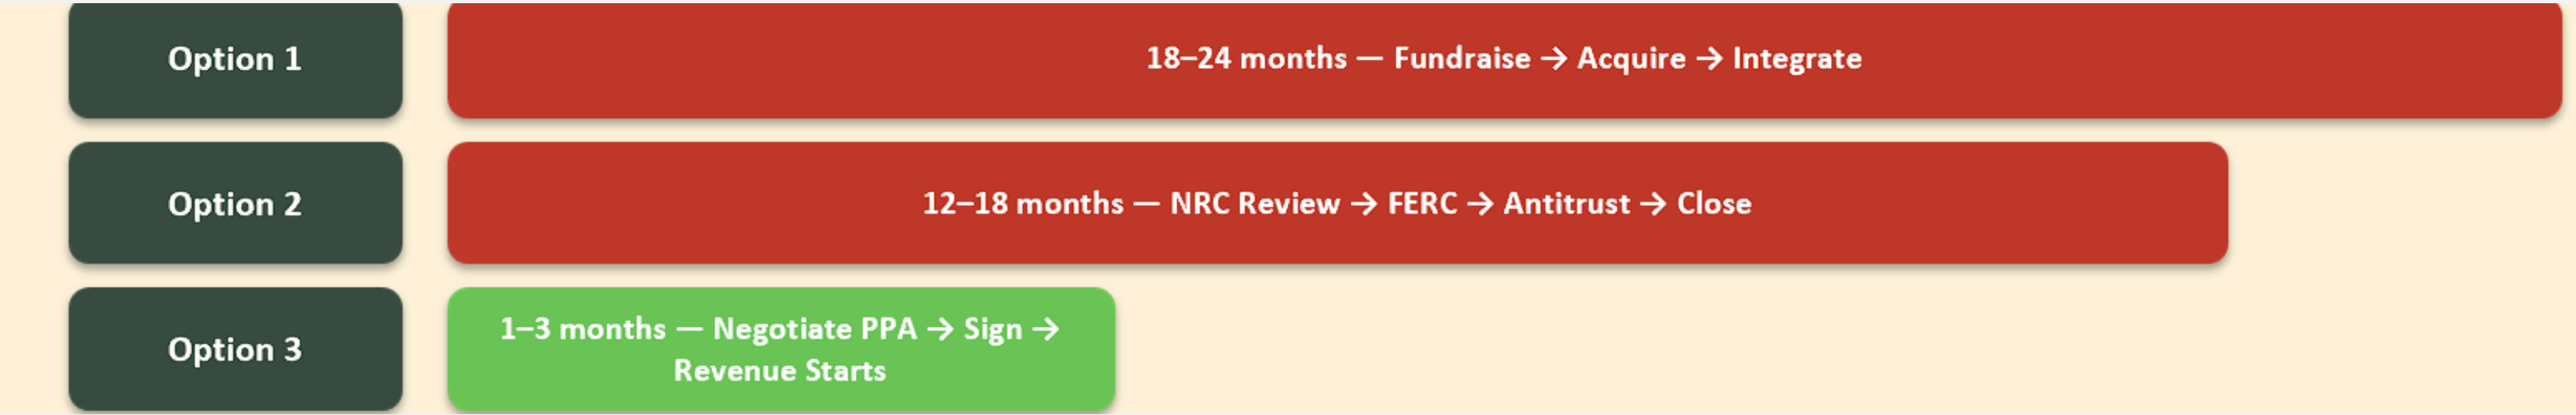 Option 1
18–24 months — Fundraise → Acquire → Integrate
Option 2
12–18 months — NRC Review → FERC → Antitrust → Close
Option 3
1–3 months — Negotiate PPA → Sign →
Revenue Starts